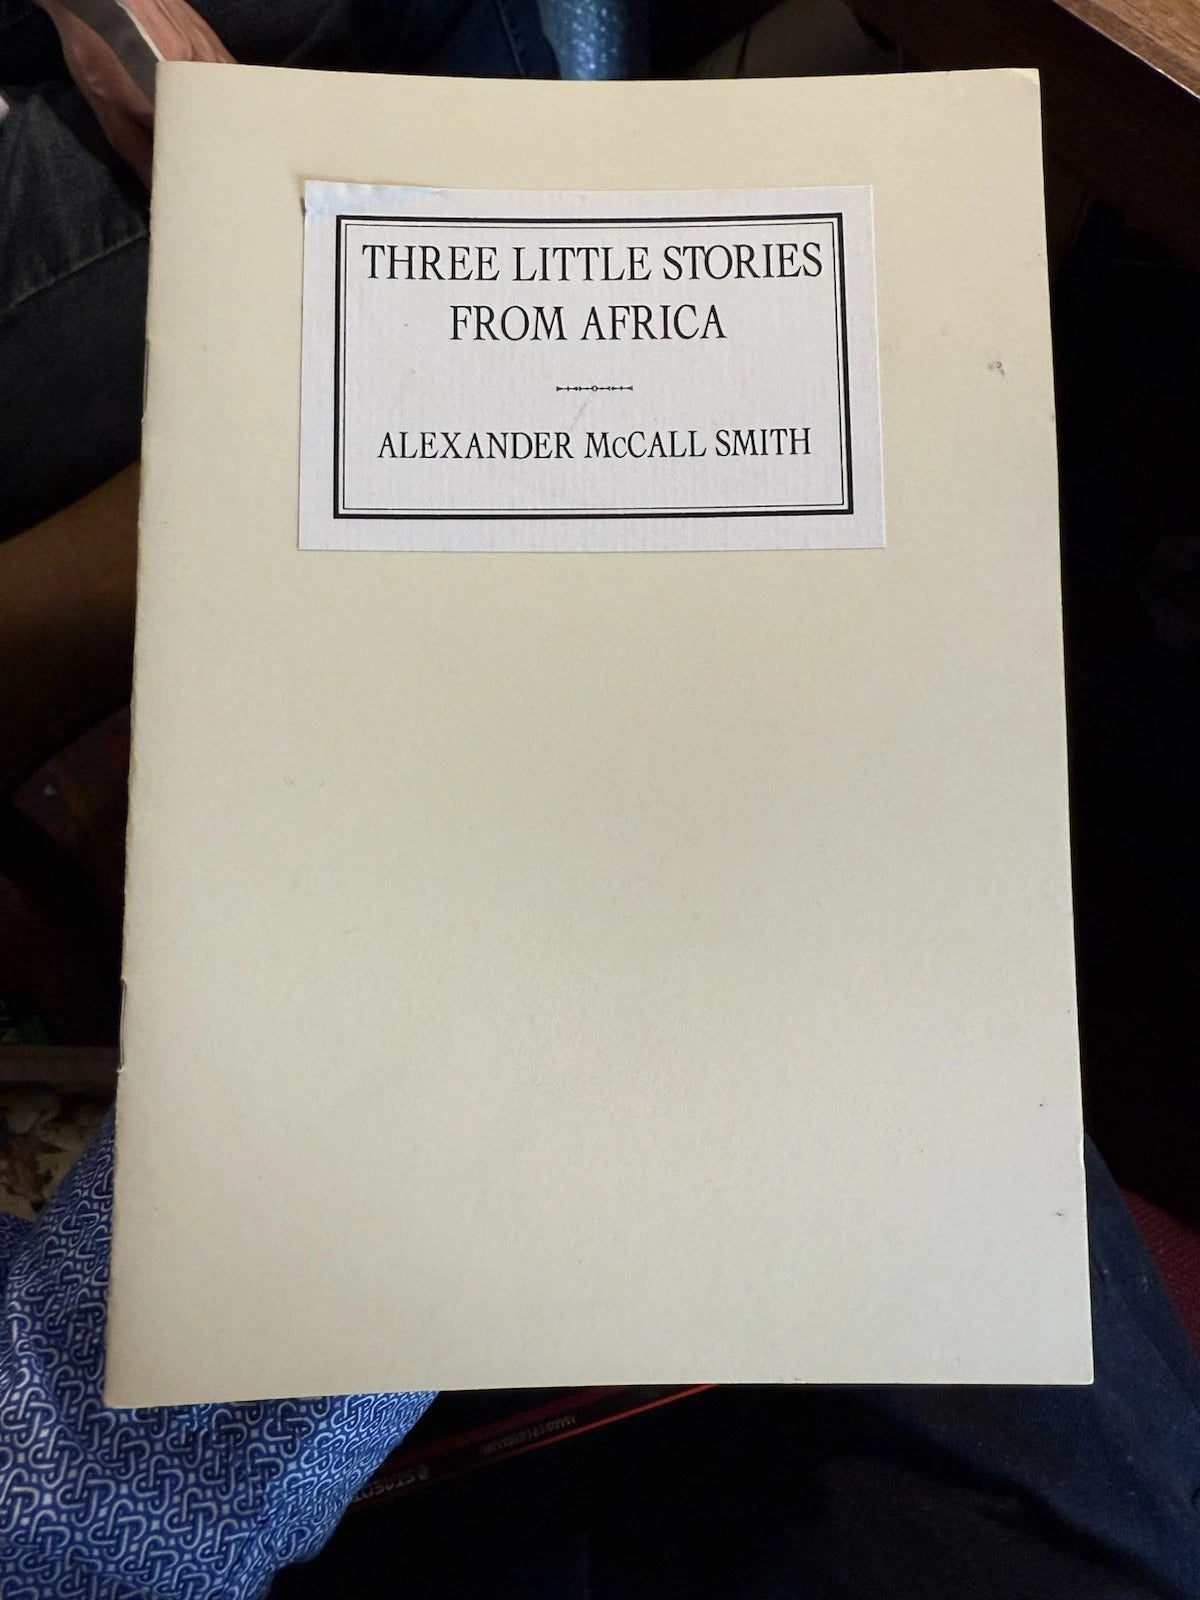 THREE LITTLE STORIES
FROM AFRICA
ALEXANDER McCALL SMITH